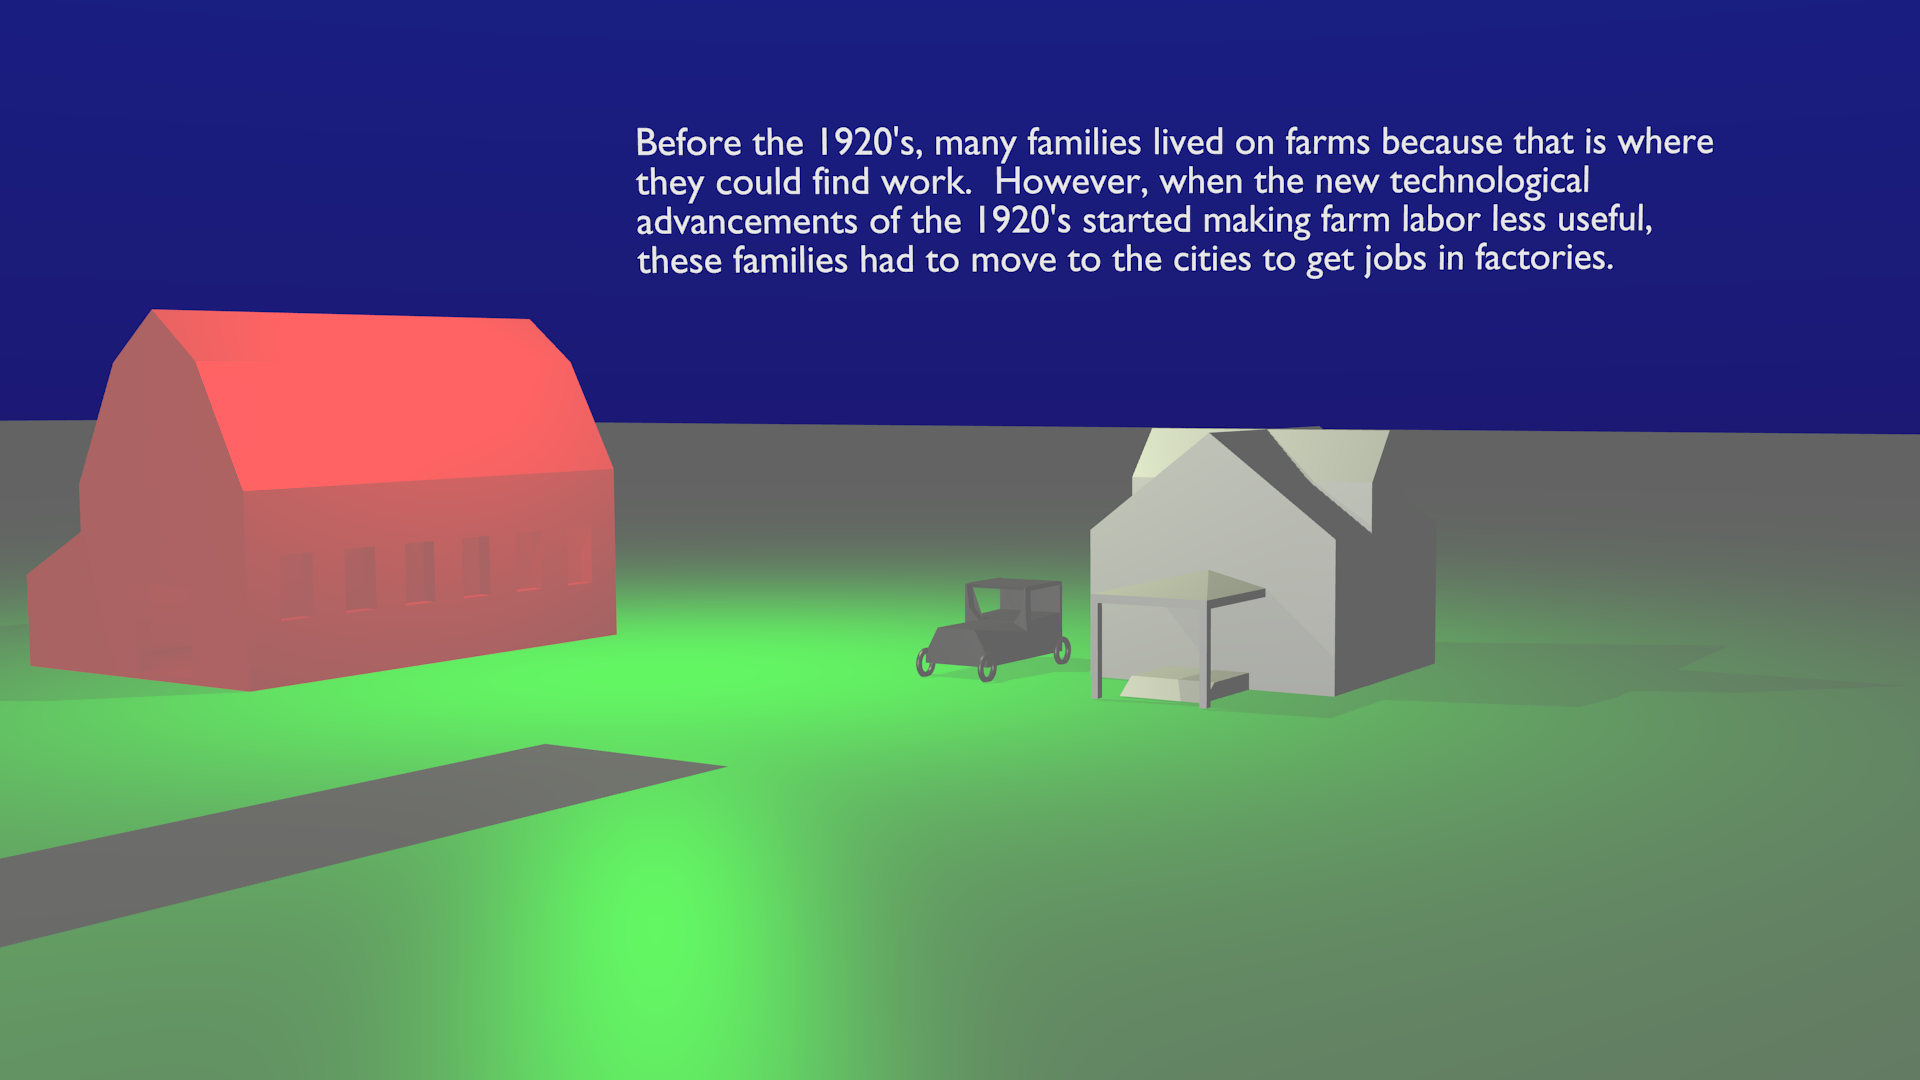 Before the 1920's, many families lived on farms because that is where
they could find work.  However, when the new technological
advancements of the 1920's started making farm labor less useful,
these families had to move to the cities to get jobs in factories.